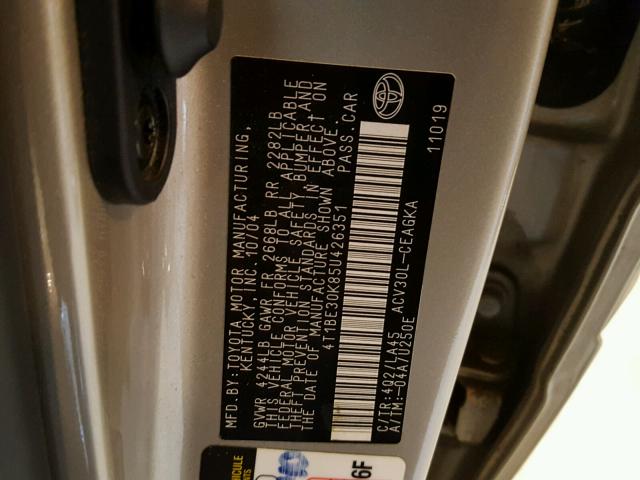 MFD. BY: TOYOTA MOTOR MANUFACTURING,
KENTUCKY, INC. 10/04
GVWR 4244LB GAWR FR 2668LB RR 2282LB
THIS VEHICLE CONFORMS TO ALL APPLICABLE
FEDERAL MOTOR VEHICLE SAFETY, BUMPER, AND
THEFT PREVENTION STANDARDS IN EFFECT ON
THE DATE OF MANUFACTURE SHOWN ABOVE.
4T1BE30K85U426351 PASS.CAR
C/TR:4Q2/LA45 ACV30L-CEAGKA
A/TM:-04A/U250E 11019
6F